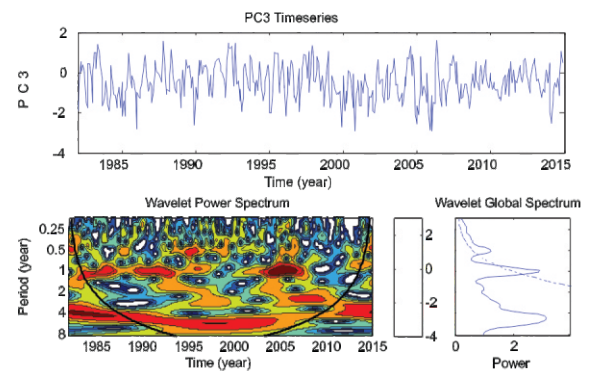 PC3 Timeseries
2
0
-2
-4
P C 3
1985 1990 1995 2000 2005 2010 2015
Time (year)
Wavelet Power Spectrum
0.25
0.5
1
2
4
8
Period (year)
1985 1990 1995 2000 2005 2010 2015
Time (year)
2
0
-2
-4
Wavelet Global Spectrum
0 2
Power